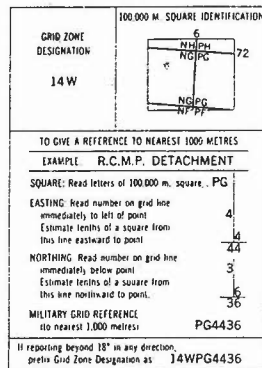 GRID ZONE
DESIGNATION
14 W
100,000 M. SQUARE IDENTIFICATION
6
NH PH
72
NG PG
NG PG
NF PF
TO GIVE A REFERENCE TO NEAREST 1000 METRES
EXAMPLE: R.C.M.P. DETACHMENT
SQUARE: Read letters of 100,000 m. square.. PG
EASTING: Read number on grid line
immediately to left of point 4
Estimate tenths of a square from
this line eastward to point 4
44
NORTHING: Read number on grid line
immediately below point 3
Estimate tenths of a square from
this line northward to point. 6
36
MILITARY GRID REFERENCE
(to nearest 1,000 metres) PG4436
If reporting beyond 18° in any direction,
prefix Grid Zone Designation as 14WPG4436